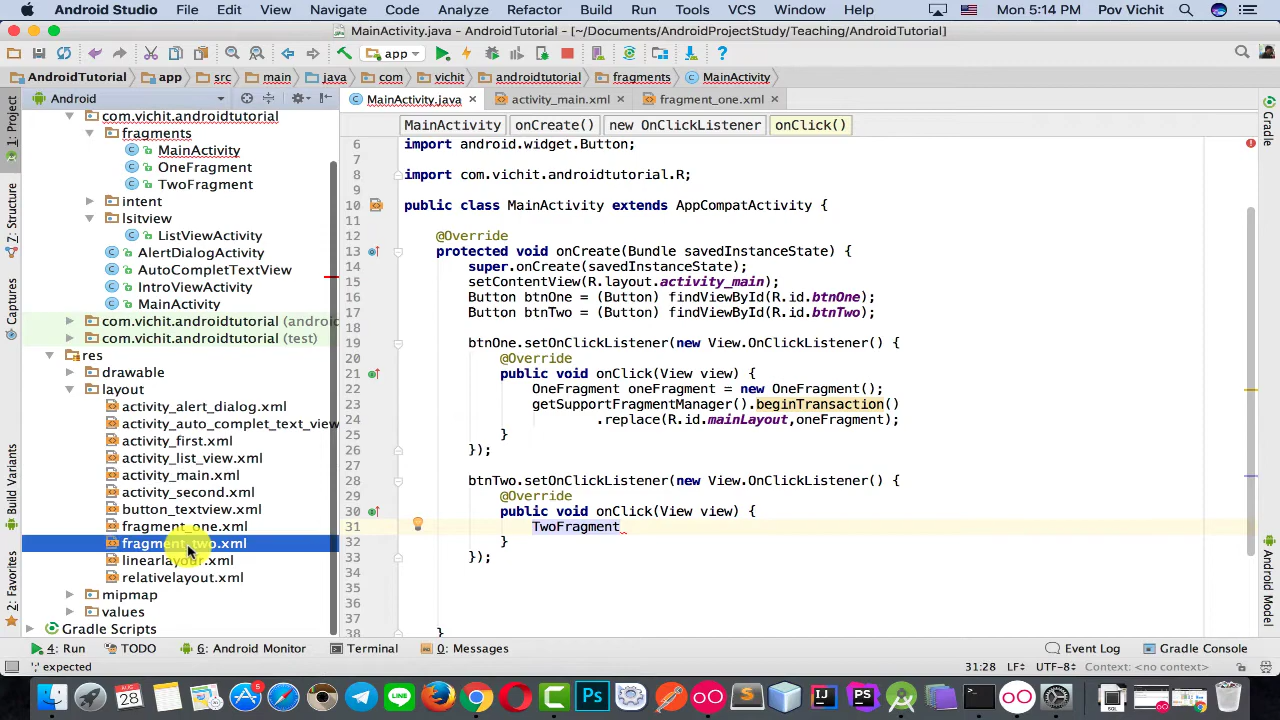 Android Studio File Edit View Navigate Code Analyze Refactor Build Run Tools VCS Window Help Mon 5:14 PM Pov Vichit
MainActivity.java - AndroidTutorial - [~/Documents/AndroidProjectStudy/Teaching/AndroidTutorial]
app
AndroidTutorial app src main java com vichit androidtutorial fragments MainActivity
Android MainActivity.java activity_main.xml fragment_one.xml
MainActivity onCreate() new OnClickListener onClick()
1: Project
Z: Structure
Captures
Build Variants
2: Favorites
com.vichit.androidtutorial
fragments
MainActivity
OneFragment
TwoFragment
intent
lsitview
ListViewActivity
AlertDialogActivity
AutoCompletTextView
IntroViewActivity
MainActivity
com.vichit.androidtutorial (androi
com.vichit.androidtutorial (test)
res
drawable
layout
activity_alert_dialog.xml
activity_auto_complet_text_view
activity_first.xml
activity_list_view.xml
activity_main.xml
activity_second.xml
button_textview.xml
fragment_one.xml
fragment_two.xml
linearlayour.xml
relativelayout.xml
mipmap
values
Gradle Scripts
6 import android.widget.Button;
7
8 import com.vichit.androidtutorial.R;
9
10 public class MainActivity extends AppCompatActivity {
11
12 @Override
13 protected void onCreate(Bundle savedInstanceState) {
14 super.onCreate(savedInstanceState);
15 setContentView(R.layout.activity_main);
16 Button btnOne = (Button) findViewById(R.id.btnOne);
17 Button btnTwo = (Button) findViewById(R.id.btnTwo);
18
19 btnOne.setOnClickListener(new View.OnClickListener() {
20 @Override
21 public void onClick(View view) {
22 OneFragment oneFragment = new OneFragment();
23 getSupportFragmentManager().beginTransaction()
24 .replace(R.id.mainLayout,oneFragment);
25 }
26 });
27
28 btnTwo.setOnClickListener(new View.OnClickListener() {
29 @Override
30 public void onClick(View view) {
31 TwoFragment
32 }
33 });
34
35
36
37
38 }
Gradle
Android Model
4: Run TODO 6: Android Monitor Terminal 0: Messages Event Log Gradle Console
';' expected 31:28 LF÷ UTF-8÷ Context: <no context>